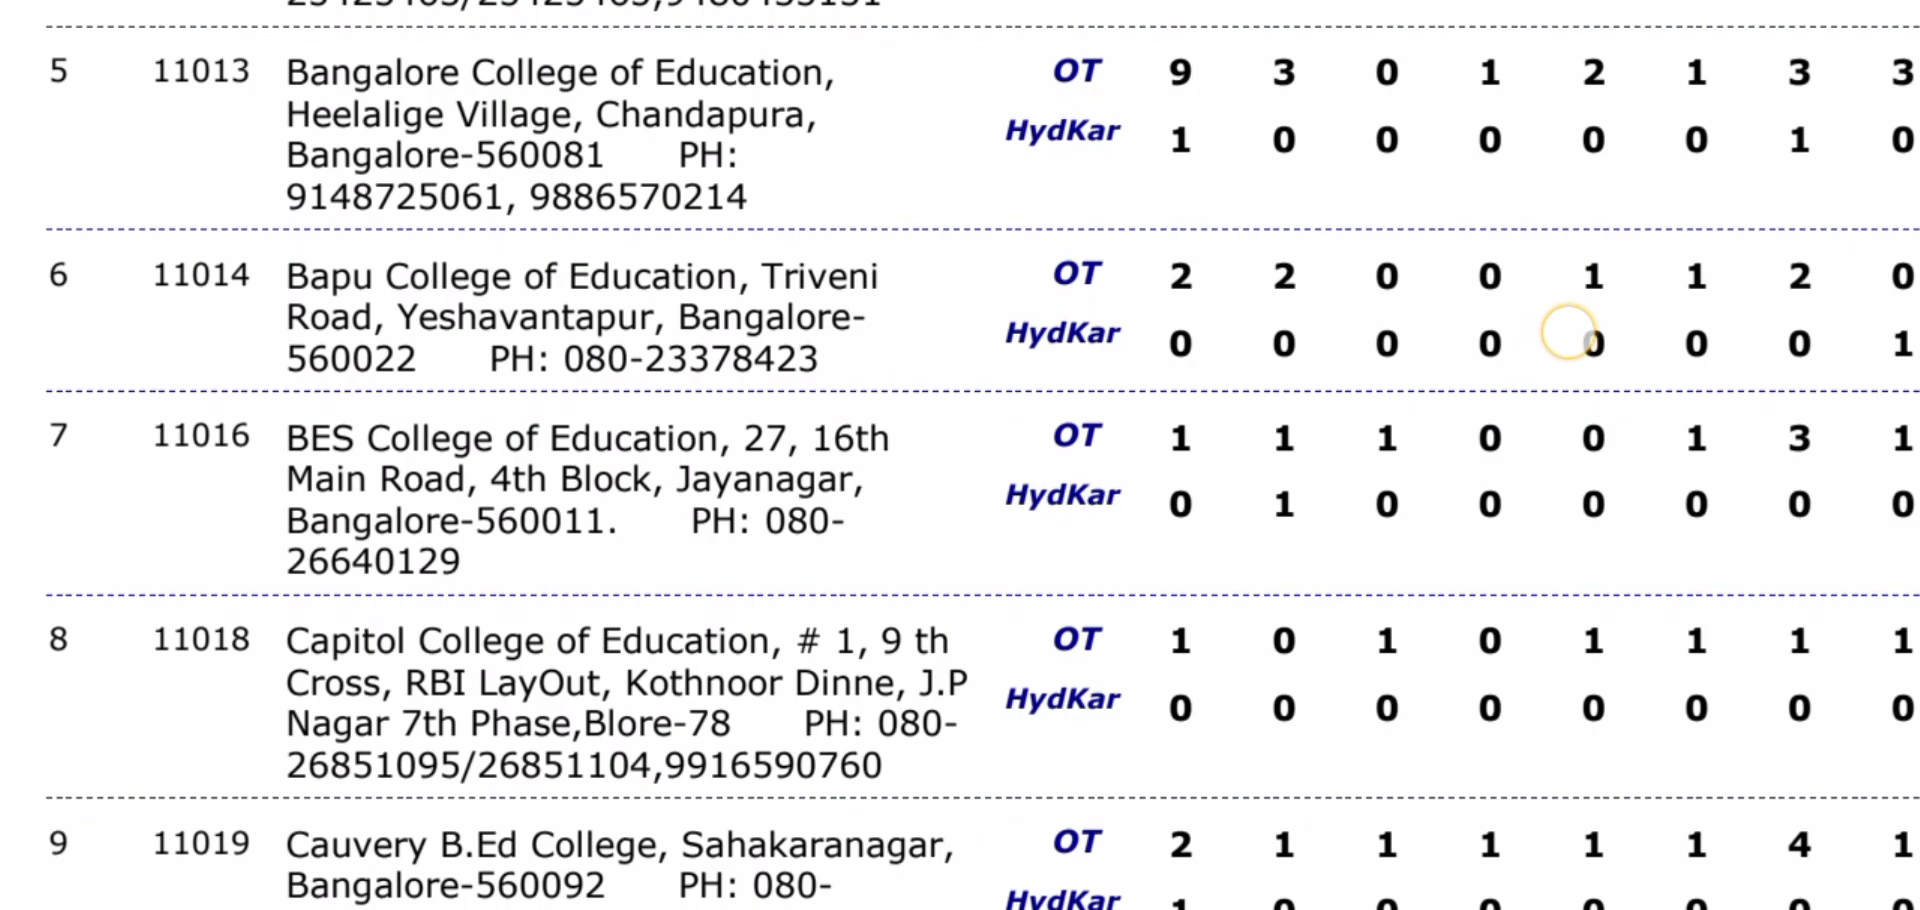 5 11013 Bangalore College of Education, OT 9 3 0 1 2 1 3 3
Heelalige Village, Chandapura, HydKar 1 0 0 0 0 0 1 0
Bangalore-560081 PH:
9148725061, 9886570214
6 11014 Bapu College of Education, Triveni OT 2 2 0 0 1 1 2 0
Road, Yeshavantapur, Bangalore- HydKar 0 0 0 0 0 0 0 1
560022 PH: 080-23378423
7 11016 BES College of Education, 27, 16th OT 1 1 1 0 0 1 3 1
Main Road, 4th Block, Jayanagar, HydKar 0 1 0 0 0 0 0 0
Bangalore-560011. PH: 080-
26640129
8 11018 Capitol College of Education, # 1, 9 th OT 1 0 1 0 1 1 1 1
Cross, RBI LayOut, Kothnoor Dinne, J.P HydKar 0 0 0 0 0 0 0 0
Nagar 7th Phase,Blore-78 PH: 080-
26851095/26851104,9916590760
9 11019 Cauvery B.Ed College, Sahakaranagar, OT 2 1 1 1 1 1 4 1
Bangalore-560092 PH: 080- HydKar